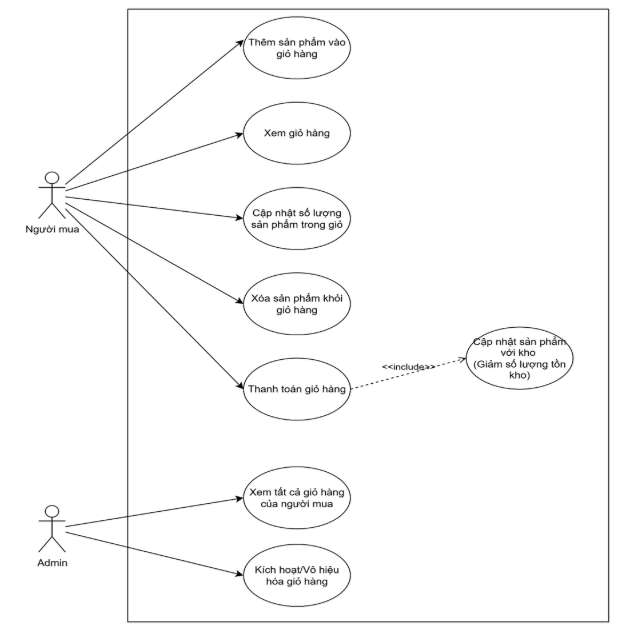 Thêm sản phẩm vào
giỏ hàng
Xem giỏ hàng
Người mua
Cập nhật số lượng
sản phẩm trong giỏ
Xóa sản phẩm khỏi
giỏ hàng
Thanh toán giỏ hàng
<<include>>
Cập nhật sản phẩm
với kho
(Giảm số lượng tồn
kho)
Xem tất cả giỏ hàng
của người mua
Admin
Kích hoạt/Vô hiệu
hóa giỏ hàng